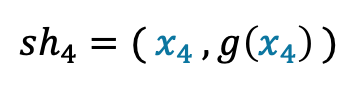 sh₄ = ( x₄ , g(x₄) )